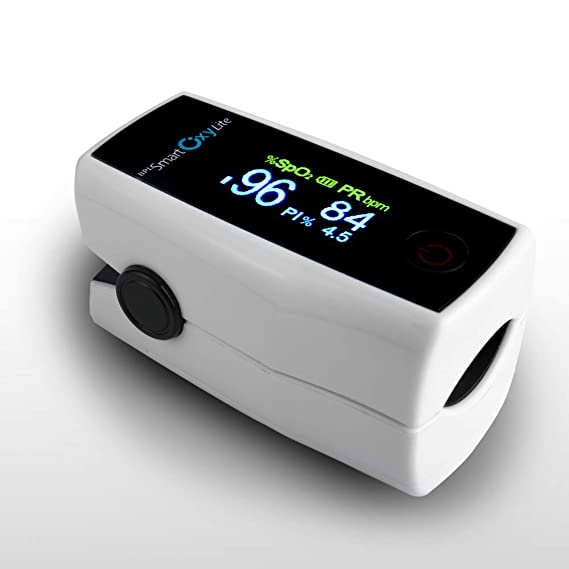 BPL Smart Oxy Lite
%SpO₂ PR bpm
96 84
PI% 4.5